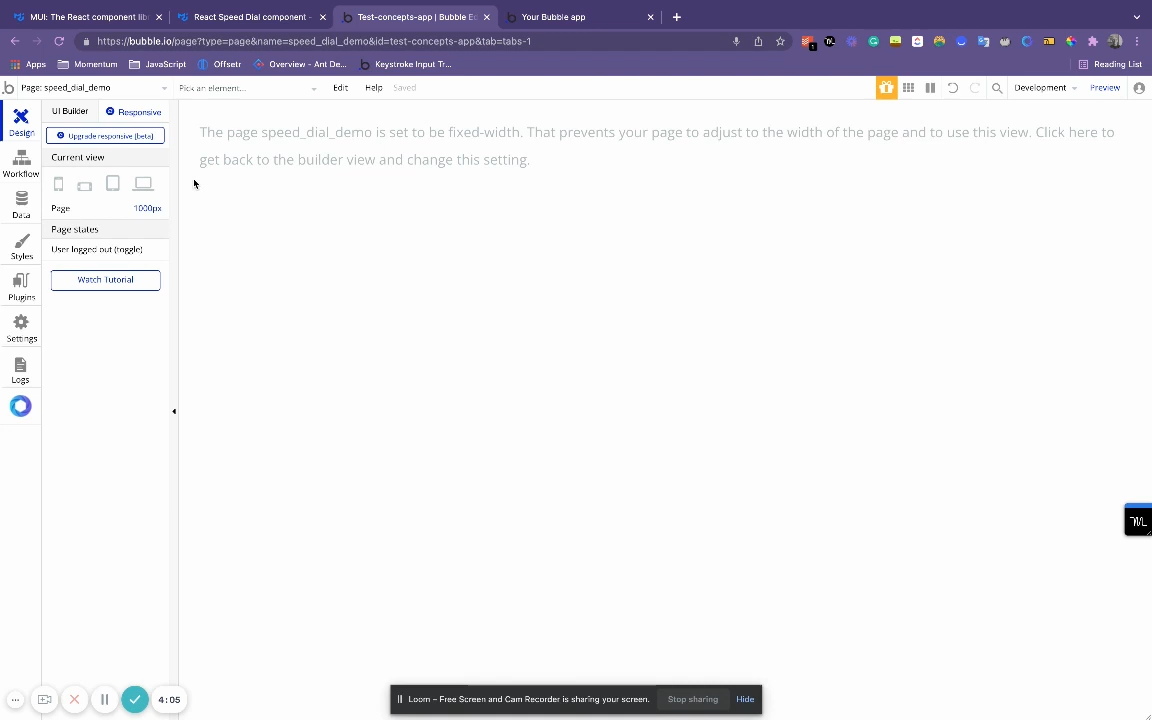 MUI: The React component libr
React Speed Dial component -
Test-concepts-app | Bubble Ed
Your Bubble app
https://bubble.io/page?type=page&name=speed_dial_demo&id=test-concepts-app&tab=tabs-1
Apps
Momentum
JavaScript
Offsetr
Overview - Ant De...
Keystroke Input Tr...
Reading List
Page: speed_dial_demo
Pick an element...
Edit
Help
Saved
Development
Preview
Design
Workflow
Data
Styles
Plugins
Settings
Logs
UI Builder
Responsive
Upgrade responsive [beta]
Current view
Page
1000px
Page states
User logged out (toggle)
Watch Tutorial
The page speed_dial_demo is set to be fixed-width. That prevents your page to adjust to the width of the page and to use this view. Click here to
get back to the builder view and change this setting.
4:05
Loom – Free Screen and Cam Recorder is sharing your screen.
Stop sharing
Hide